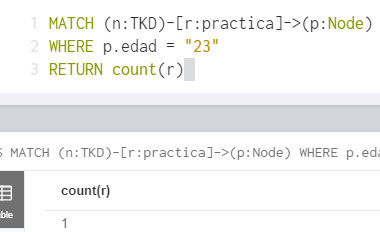 1 MATCH (n:TKD)-[r:practica]->(p:Node)
2 WHERE p.edad = "23"
3 RETURN count(r)
MATCH (n:TKD)-[r:practica]->(p:Node) WHERE
count(r)
1